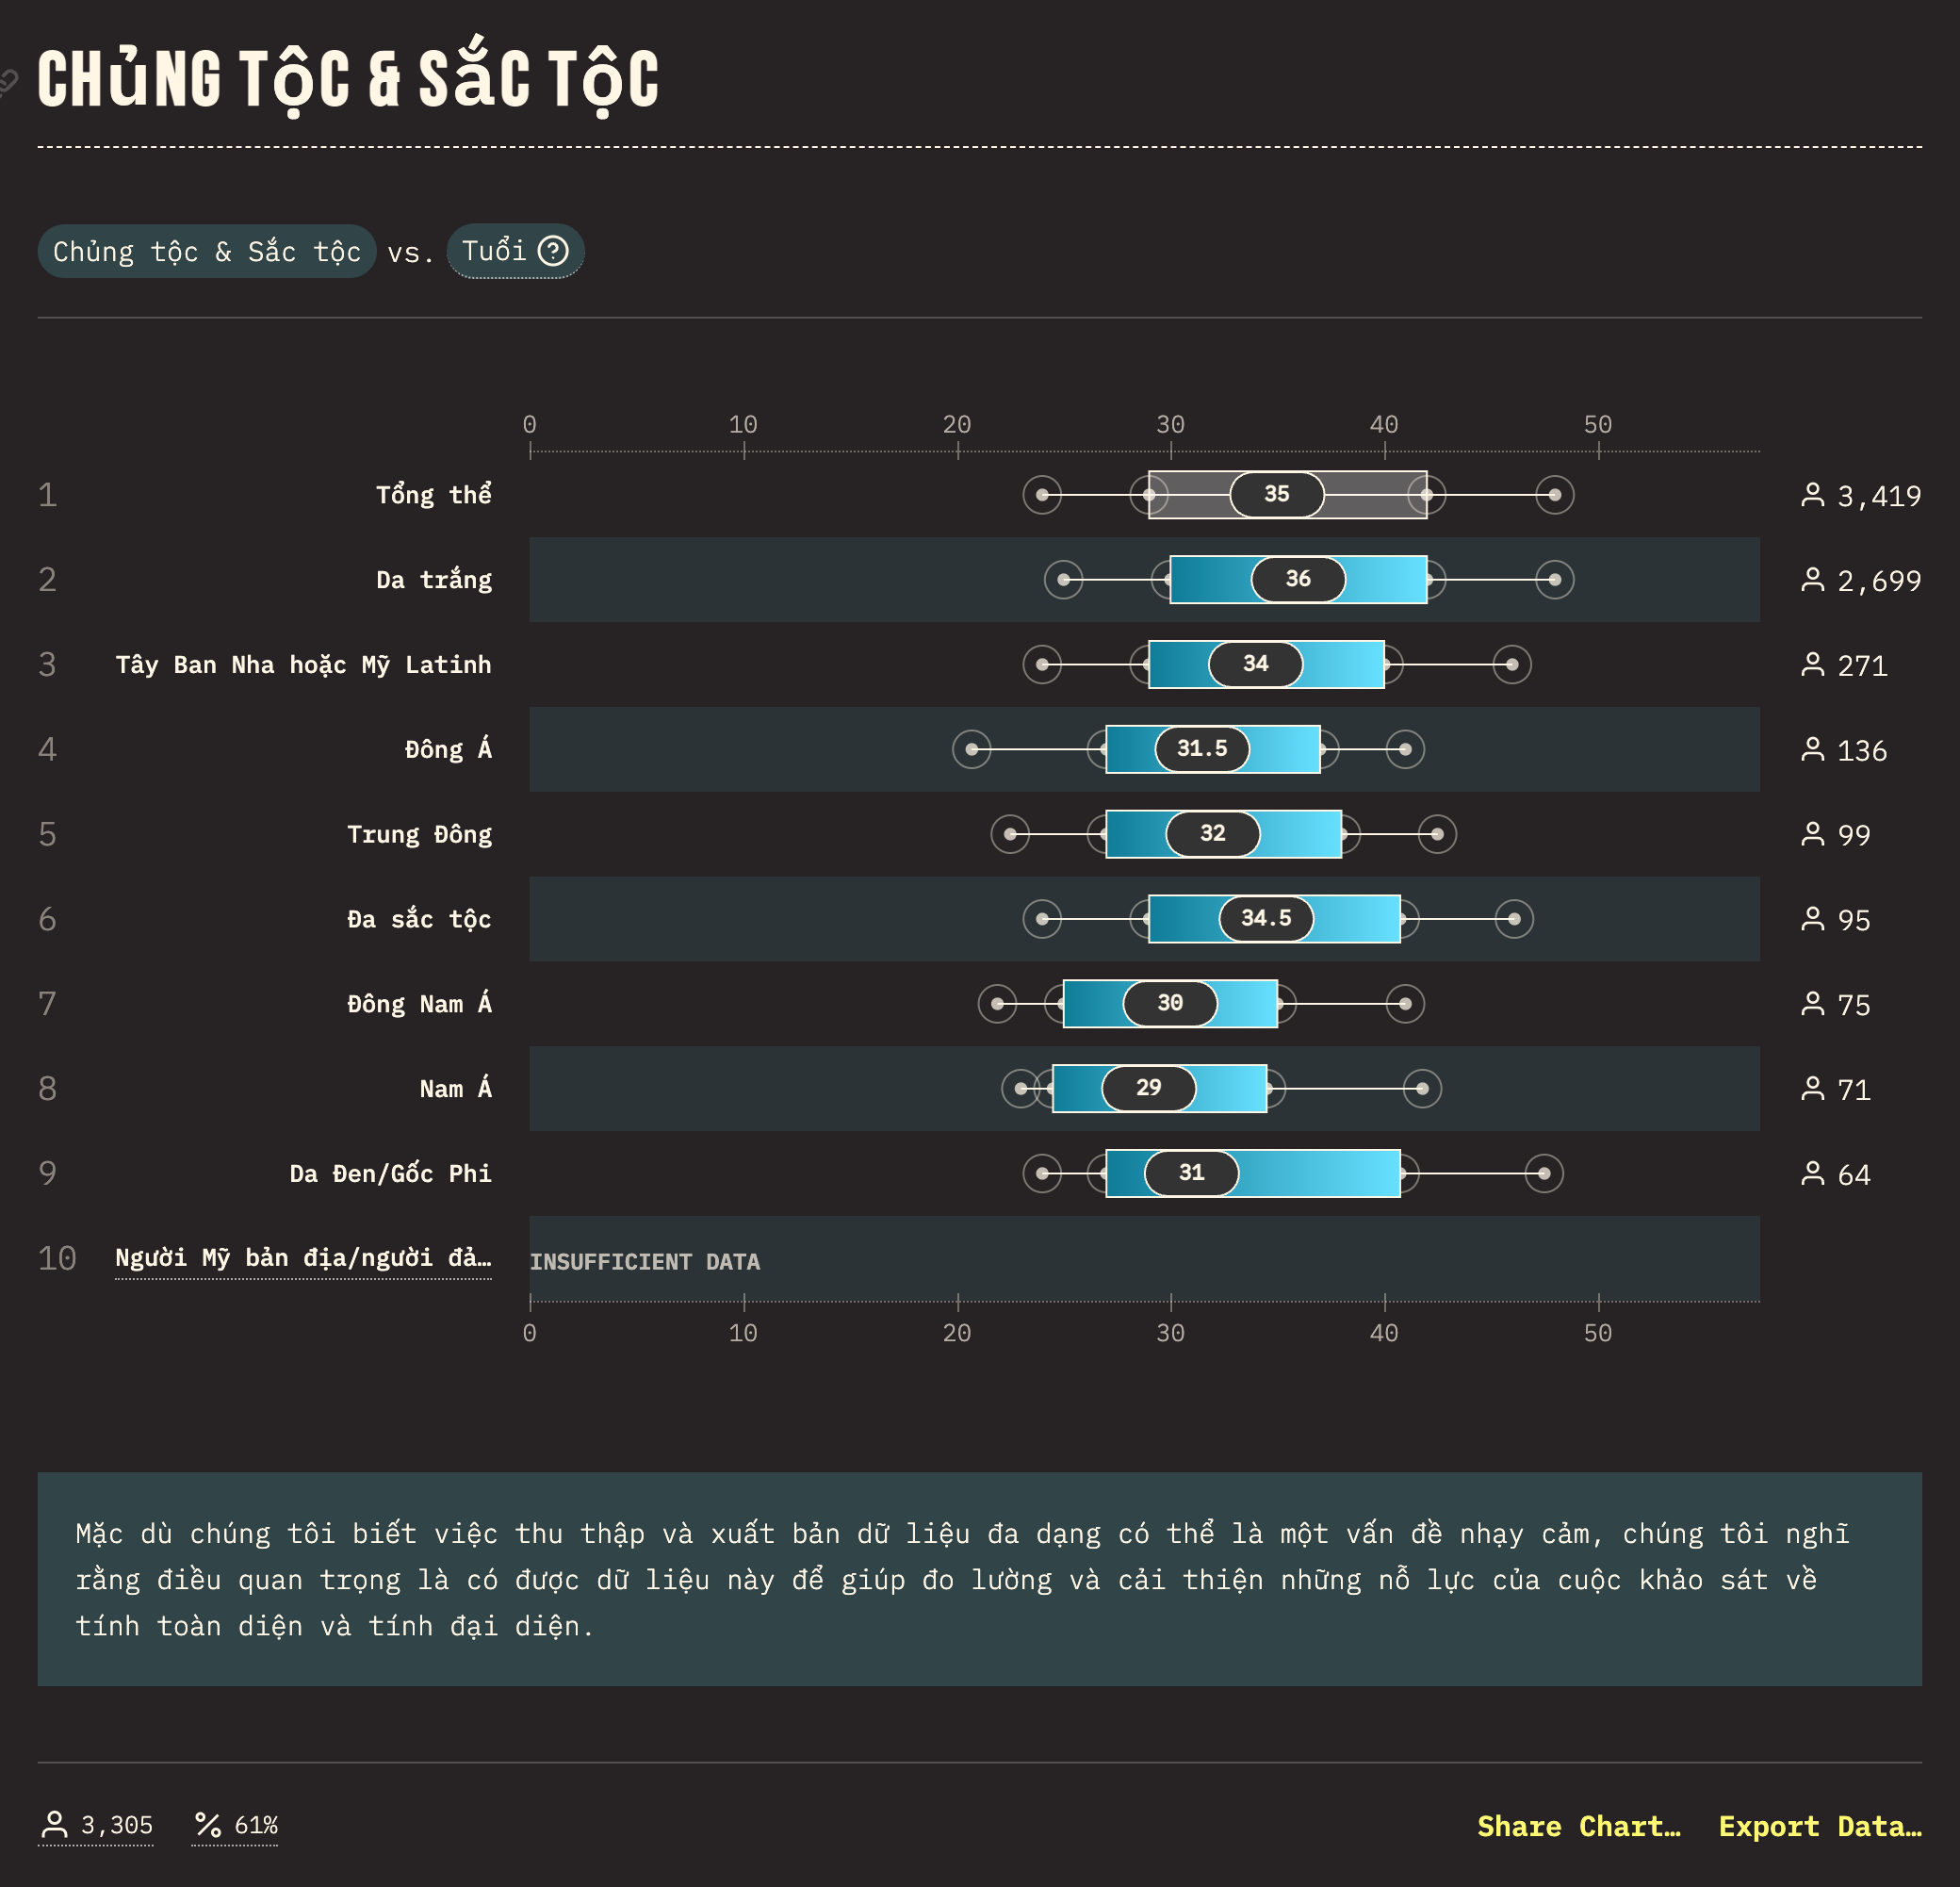 CHủNG TộC & SắC TộC
Chủng tộc & Sắc tộc vs. Tuổi ?
0 10 20 30 40 50
1 Tổng thể 35 3,419
2 Da trắng 36 2,699
3 Tây Ban Nha hoặc Mỹ Latinh 34 271
4 Đông Á 31.5 136
5 Trung Đông 32 99
6 Đa sắc tộc 34.5 95
7 Đông Nam Á 30 75
8 Nam Á 29 71
9 Da Đen/Gốc Phi 31 64
10 Người Mỹ bản địa/người đả… INSUFFICIENT DATA
0 10 20 30 40 50
Mặc dù chúng tôi biết việc thu thập và xuất bản dữ liệu đa dạng có thể là một vấn đề nhạy cảm, chúng tôi nghĩ
rằng điều quan trọng là có được dữ liệu này để giúp đo lường và cải thiện những nỗ lực của cuộc khảo sát về
tính toàn diện và tính đại diện.
3,305 61% Share Chart… Export Data…